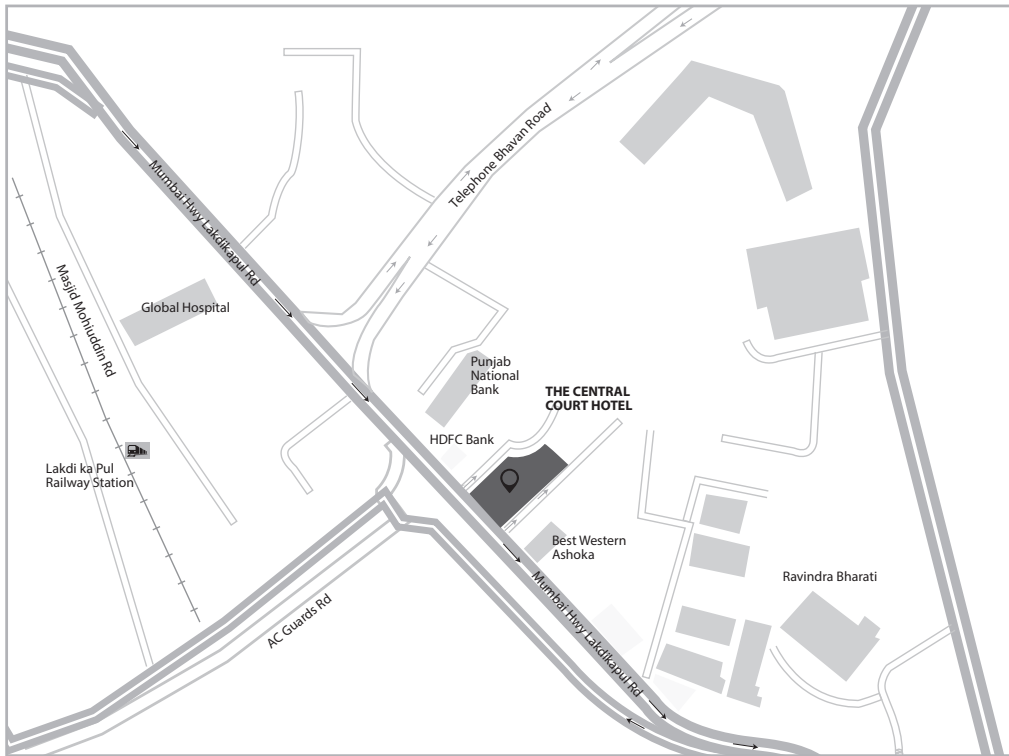 Telephone Bhavan Road
Mumbai Hwy Lakdikapul Rd
Masjid Mohiuddin Rd
Global Hospital
Punjab
National
Bank
THE CENTRAL
COURT HOTEL
HDFC Bank
Lakdi ka Pul
Railway Station
Best Western
Ashoka
Ravindra Bharati
Mumbai Hwy Lakdikapul Rd
AC Guards Rd